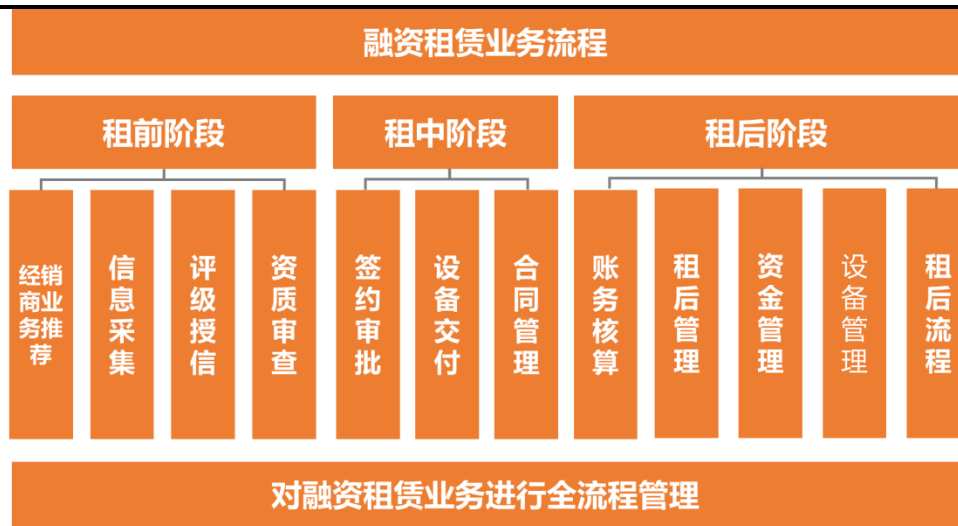 融资租赁业务流程
租前阶段
租中阶段
租后阶段
经销商业务推荐
信息采集
评级授信
资质审查
签约审批
设备交付
合同管理
账务核算
租后管理
资金管理
设备管理
租后流程
对融资租赁业务进行全流程管理